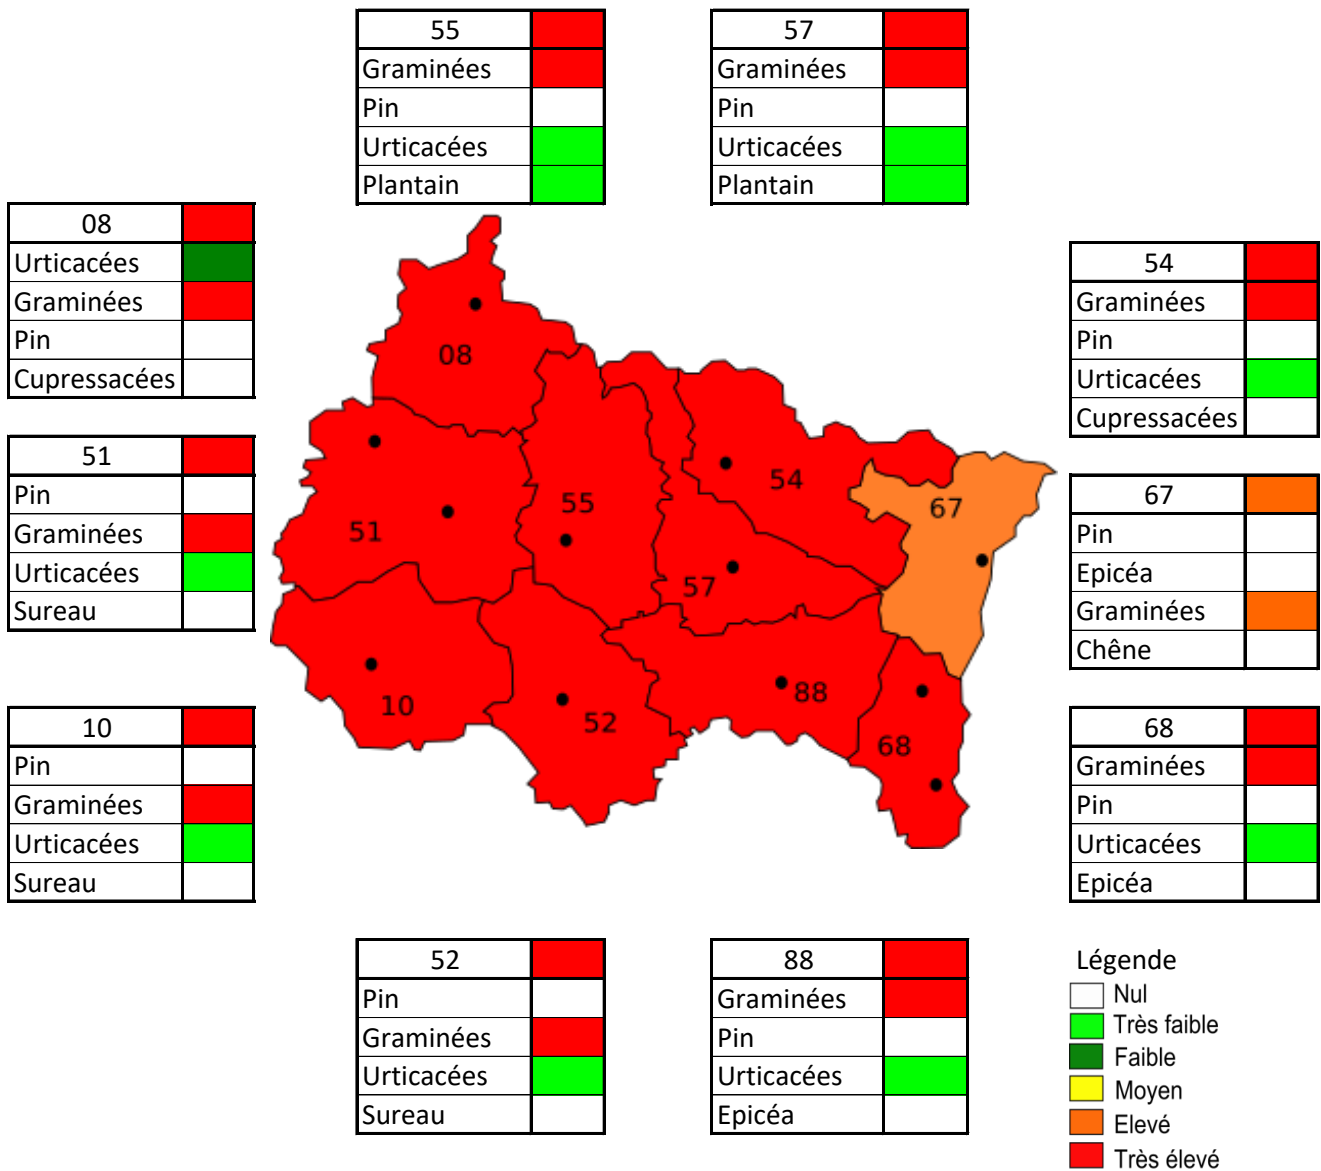 55
Graminées
Pin
Urticacées
Plantain
57
Graminées
Pin
Urticacées
Plantain
08
Urticacées
Graminées
Pin
Cupressacées
54
Graminées
Pin
Urticacées
Cupressacées
51
Pin
Graminées
Urticacées
Sureau
67
Pin
Epicéa
Graminées
Chêne
10
Pin
Graminées
Urticacées
Sureau
68
Graminées
Pin
Urticacées
Epicéa
08
54
55
67
51
57
88
10
52
68
52
Pin
Graminées
Urticacées
Sureau
88
Graminées
Pin
Urticacées
Epicéa
Légende
Nul
Très faible
Faible
Moyen
Elevé
Très élevé